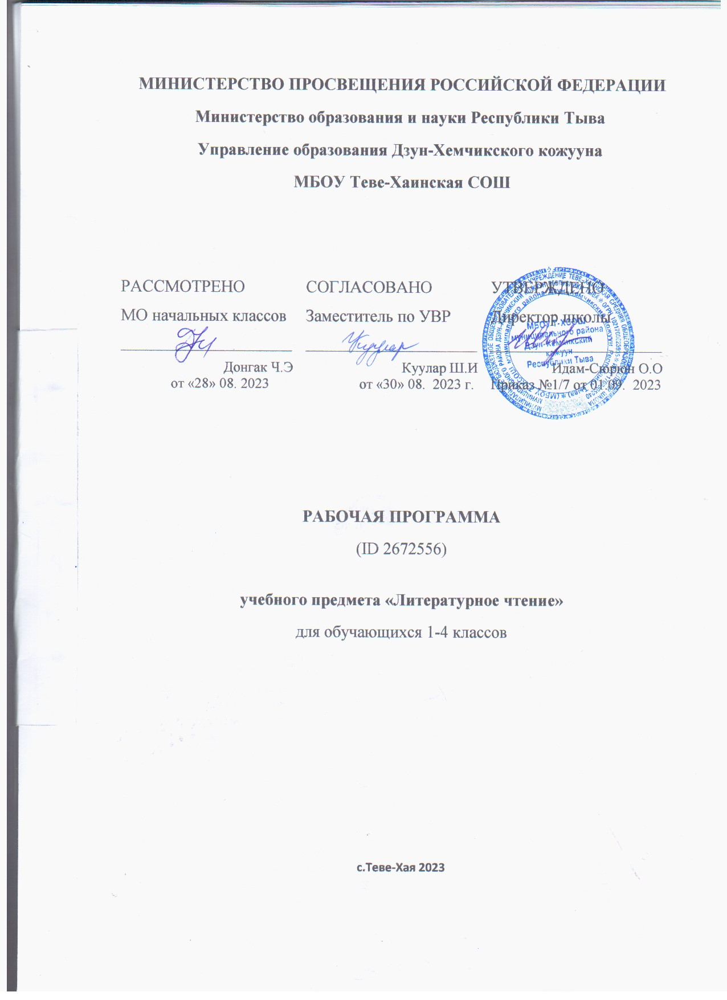 МИНИСТЕРСТВО ПРОСВЕЩЕНИЯ РОССИЙСКОЙ ФЕДЕРАЦИИ
Министерство образования и науки Республики Тыва
Управление образования Дзун-Хемчикского кожууна
МБОУ Теве-Хаинская СОШ
РАССМОТРЕНО
МО начальных классов
Донгак Ч.Э
от «28» 08. 2023
СОГЛАСОВАНО
Заместитель по УВР
Куулар
Куулар Ш.И
от «30» 08. 2023 г.
УТВЕРЖДЕНО
Директор школы
Идам-Сюрюн О.О
Приказ №1/7 от 01.09. 2023
МБОУ Т-ХСОШ
муниципального района
Дзун-Хемчикский
кожуун
Республики Тыва
РАБОЧАЯ ПРОГРАММА
(ID 2672556)
учебного предмета «Литературное чтение»
для обучающихся 1-4 классов
с.Теве-Хая 2023